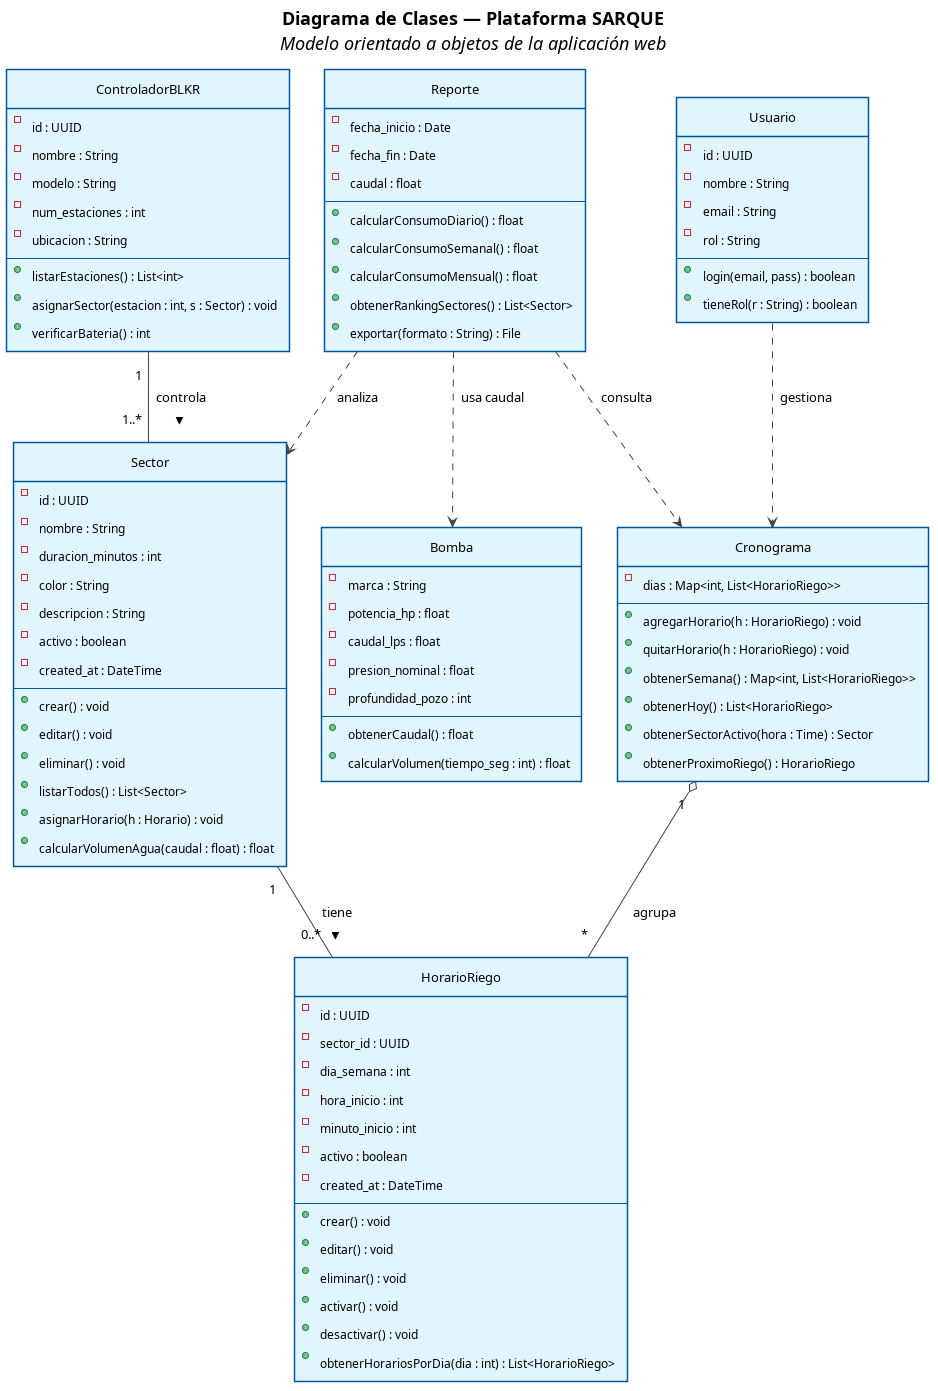 Diagrama de Clases — Plataforma SARQUE
Modelo orientado a objetos de la aplicación web
ControladorBLKR
id : UUID
nombre : String
modelo : String
num_estaciones : int
ubicacion : String
listarEstaciones() : List<int>
asignarSector(estacion : int, s : Sector) : void
verificarBateria() : int
Reporte
fecha_inicio : Date
fecha_fin : Date
caudal : float
calcularConsumoDiario() : float
calcularConsumoSemanal() : float
calcularConsumoMensual() : float
obtenerRankingSectores() : List<Sector>
exportar(formato : String) : File
Usuario
id : UUID
nombre : String
email : String
rol : String
login(email, pass) : boolean
tieneRol(r : String) : boolean
1
controla
1..* ▼
analiza
usa caudal
consulta
gestiona
Sector
id : UUID
nombre : String
duracion_minutos : int
color : String
descripcion : String
activo : boolean
created_at : DateTime
crear() : void
editar() : void
eliminar() : void
listarTodos() : List<Sector>
asignarHorario(h : Horario) : void
calcularVolumenAgua(caudal : float) : float
Bomba
marca : String
potencia_hp : float
caudal_lps : float
presion_nominal : float
profundidad_pozo : int
obtenerCaudal() : float
calcularVolumen(tiempo_seg : int) : float
Cronograma
dias : Map<int, List<HorarioRiego>>
agregarHorario(h : HorarioRiego) : void
quitarHorario(h : HorarioRiego) : void
obtenerSemana() : Map<int, List<HorarioRiego>>
obtenerHoy() : List<HorarioRiego>
obtenerSectorActivo(hora : Time) : Sector
obtenerProximoRiego() : HorarioRiego
1
tiene
0..* ▼
1
agrupa
*
HorarioRiego
id : UUID
sector_id : UUID
dia_semana : int
hora_inicio : int
minuto_inicio : int
activo : boolean
created_at : DateTime
crear() : void
editar() : void
eliminar() : void
activar() : void
desactivar() : void
obtenerHorariosPorDia(dia : int) : List<HorarioRiego>